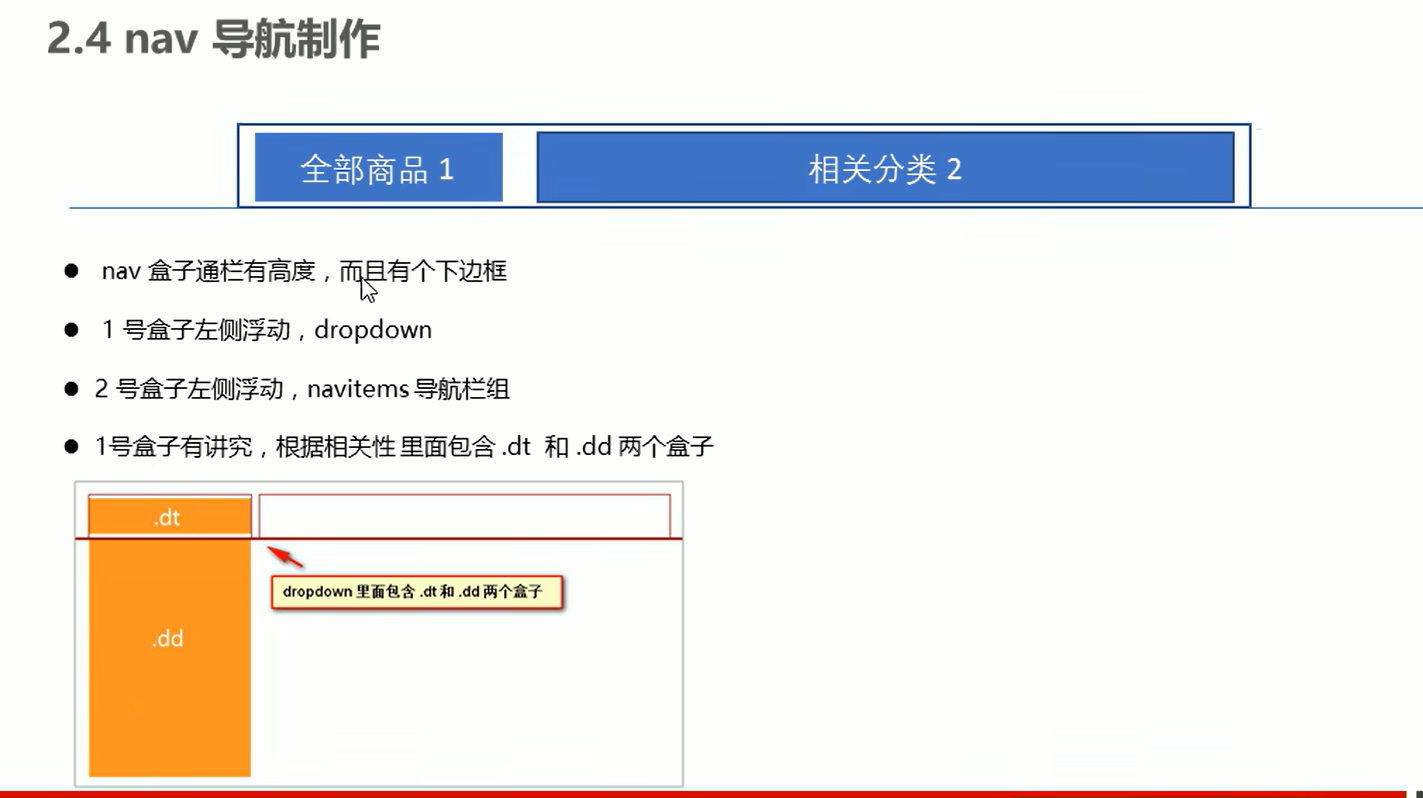 2.4 nav 导航制作
全部商品 1
相关分类 2
nav 盒子通栏有高度，而且有个下边框
1 号盒子左侧浮动，dropdown
2 号盒子左侧浮动，navitems 导航栏组
1号盒子有讲究，根据相关性 里面包含 .dt 和 .dd 两个盒子
.dt
dropdown 里面包含 .dt 和 .dd 两个盒子
.dd